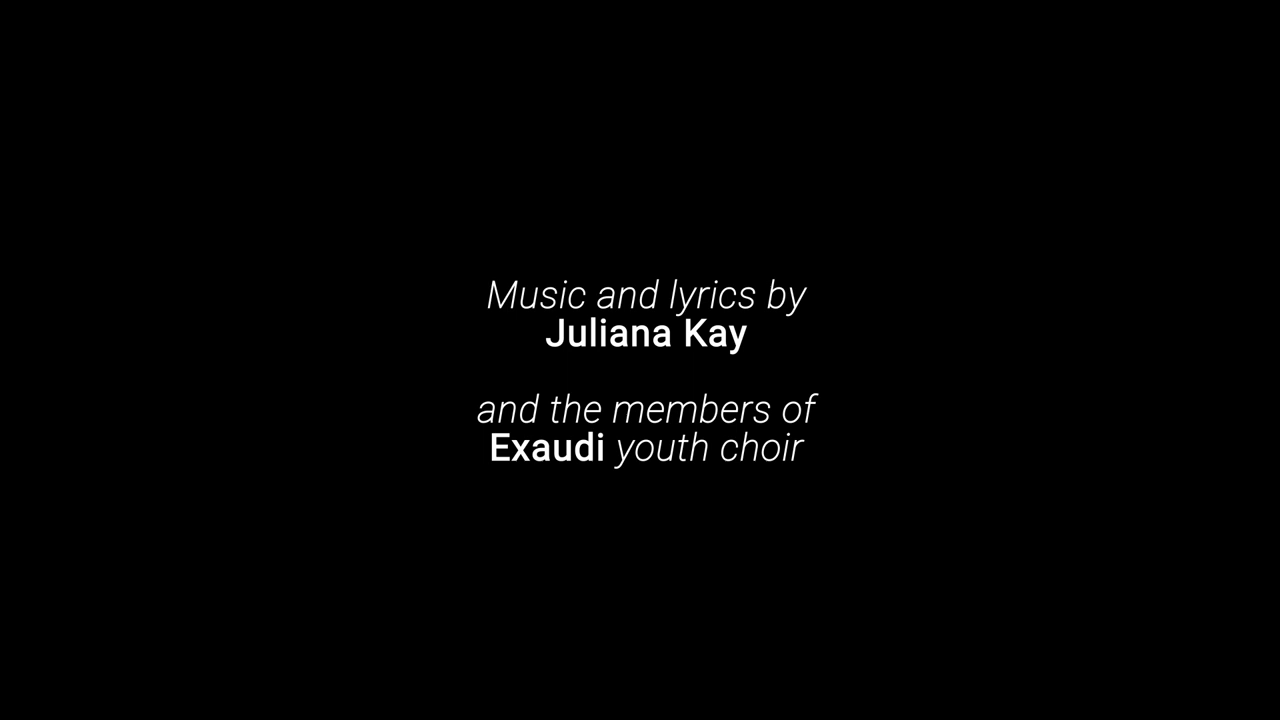 Music and lyrics by
Juliana Kay
and the members of
Exaudi youth choir